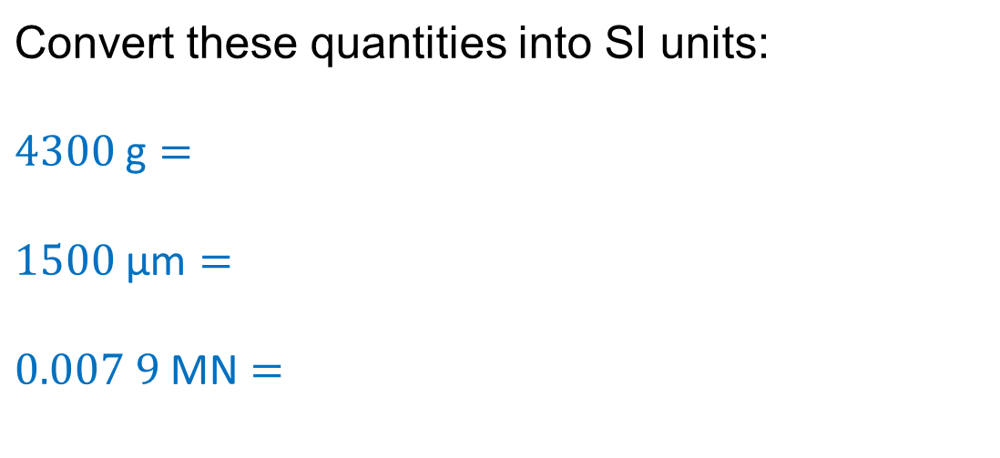 Convert these quantities into SI units:
4300 g =
1500 μm =
0.007 9 MN =